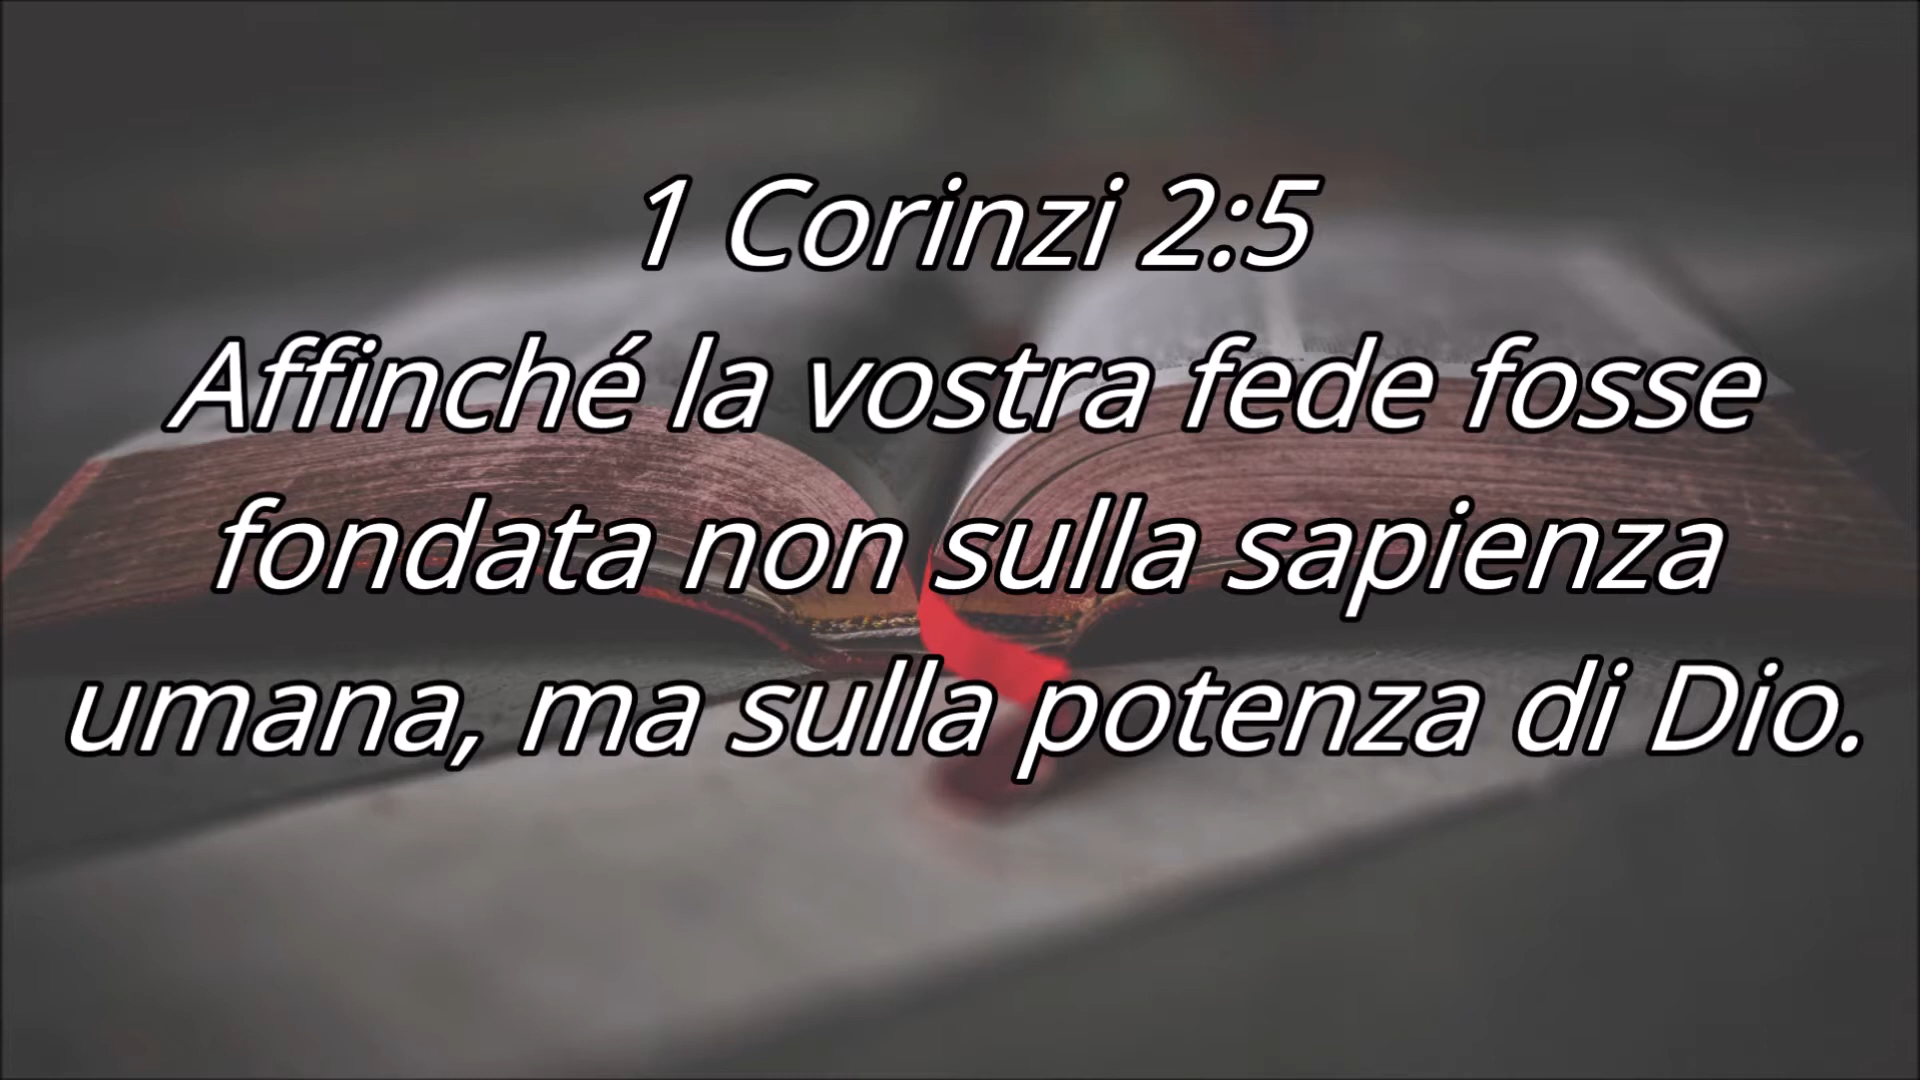 1 Corinzi 2:5
Affinché la vostra fede fosse
fondata non sulla sapienza
umana, ma sulla potenza di Dio.